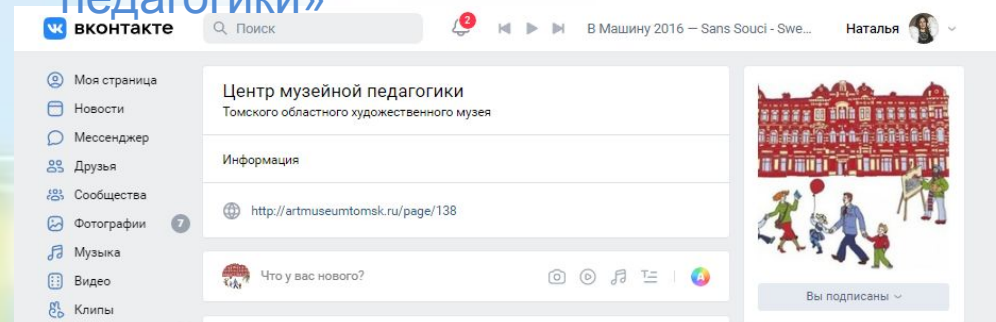 педагогики»
вконтакте
Поиск
2
В Машину 2016 — Sans Souci - Swe...
Наталья
Моя страница
Новости
Мессенджер
Друзья
Сообщества
Фотографии 7
Музыка
Видео
Клипы
Центр музейной педагогики
Томского областного художественного музея
Информация
http://artmuseumtomsk.ru/page/138
Что у вас нового?
Вы подписаны